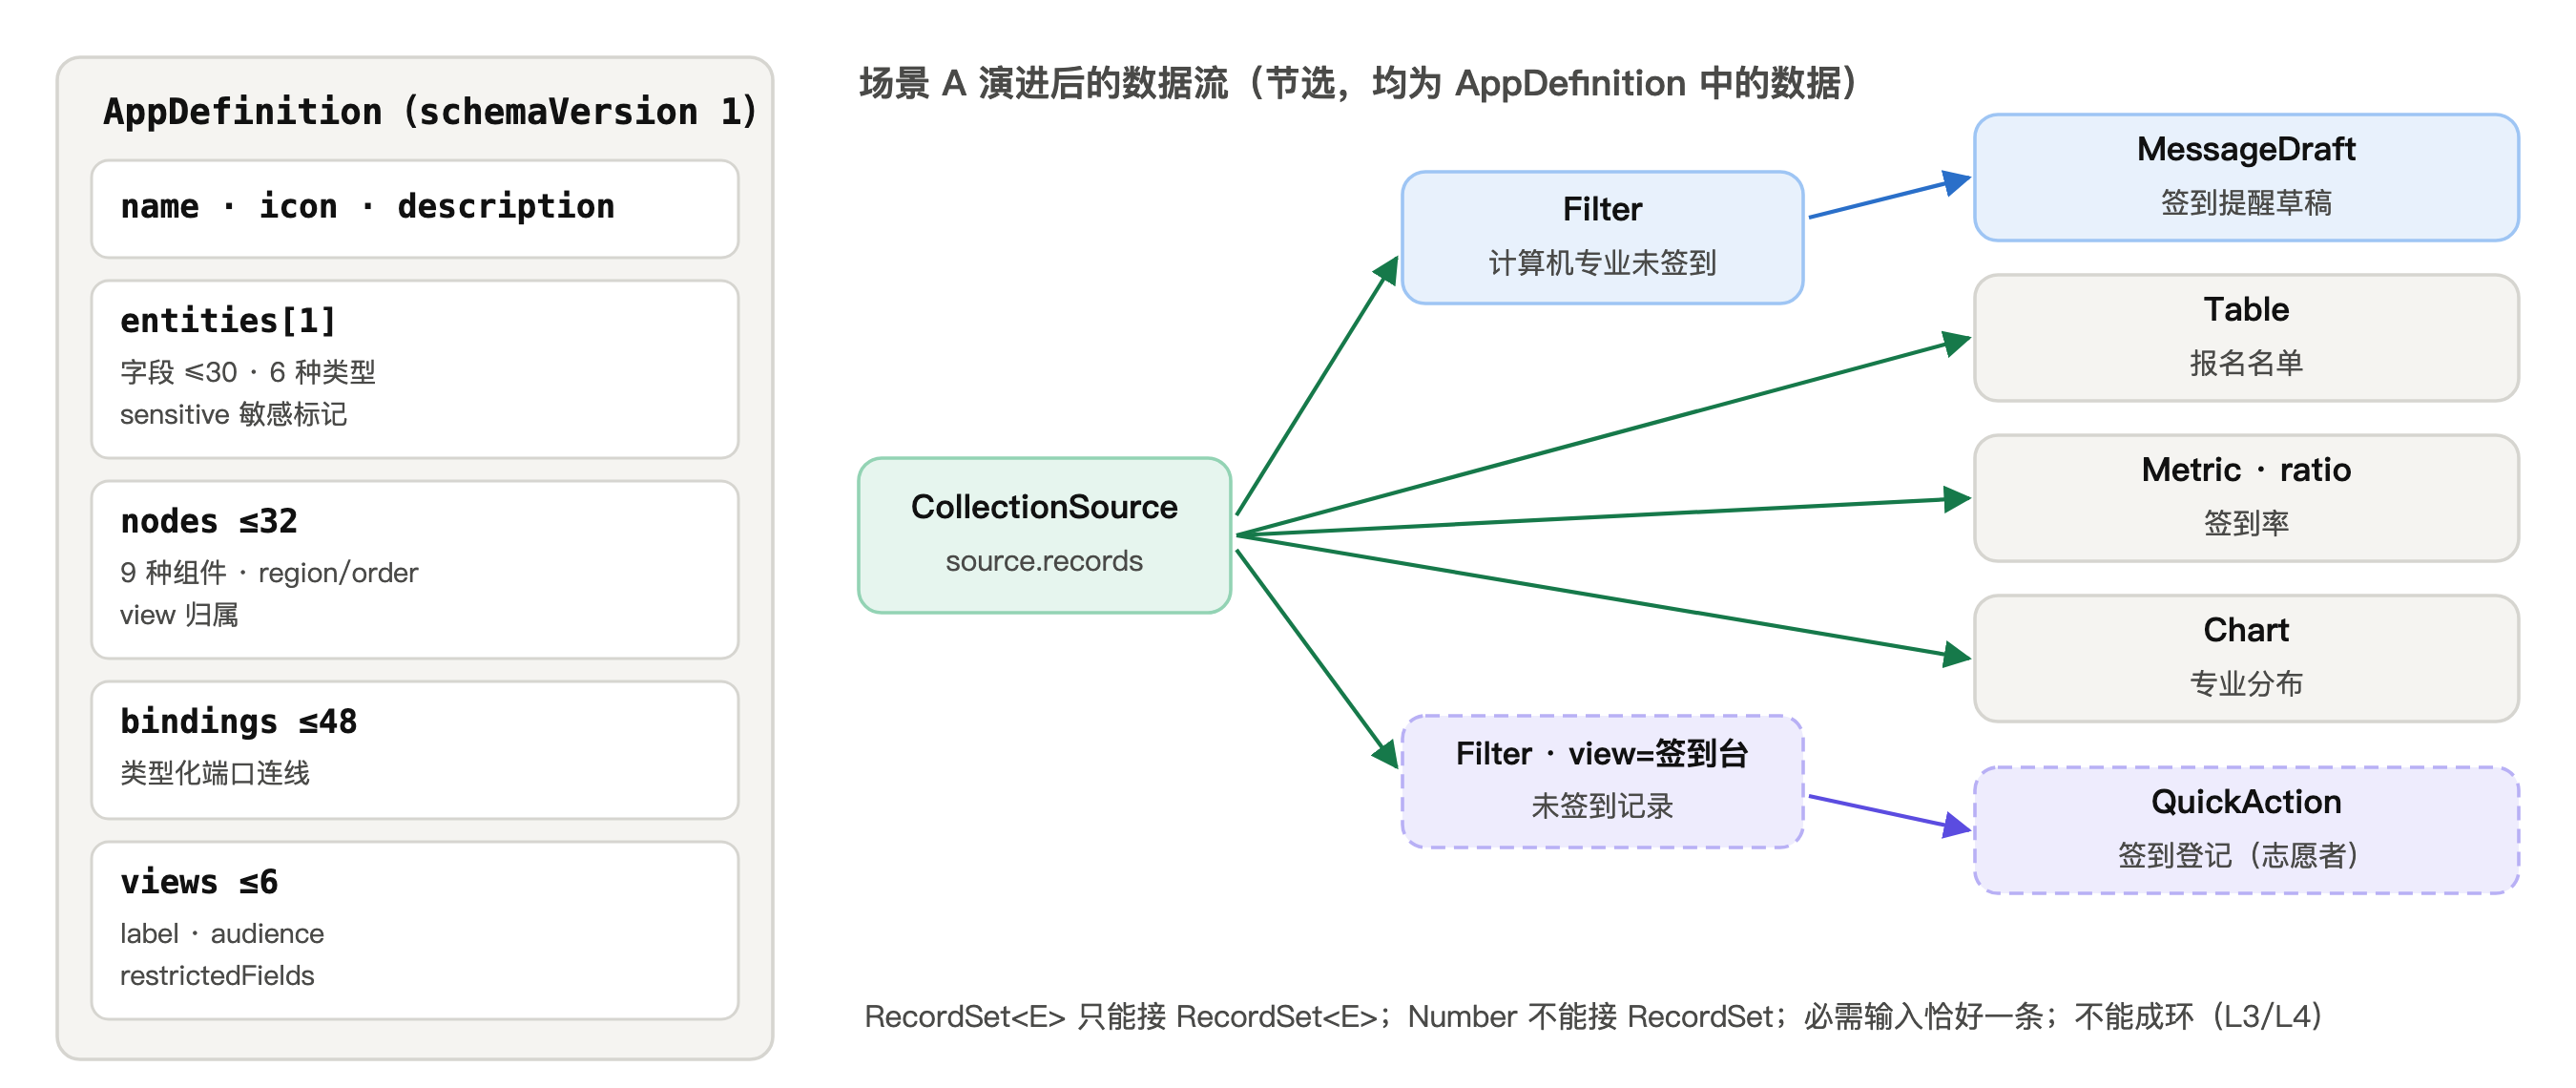 AppDefinition（schemaVersion 1）
name · icon · description
entities[1]
字段 ≤30 · 6 种类型
sensitive 敏感标记
nodes ≤32
9 种组件 · region/order
view 归属
bindings ≤48
类型化端口连线
views ≤6
label · audience
restrictedFields
场景 A 演进后的数据流（节选，均为 AppDefinition 中的数据）
CollectionSource
source.records
Filter
计算机专业未签到
MessageDraft
签到提醒草稿
Table
报名名单
Metric · ratio
签到率
Chart
专业分布
Filter · view=签到台
未签到记录
QuickAction
签到登记（志愿者）
RecordSet<E> 只能接 RecordSet<E>；Number 不能接 RecordSet；必需输入恰好一条；不能成环（L3/L4）